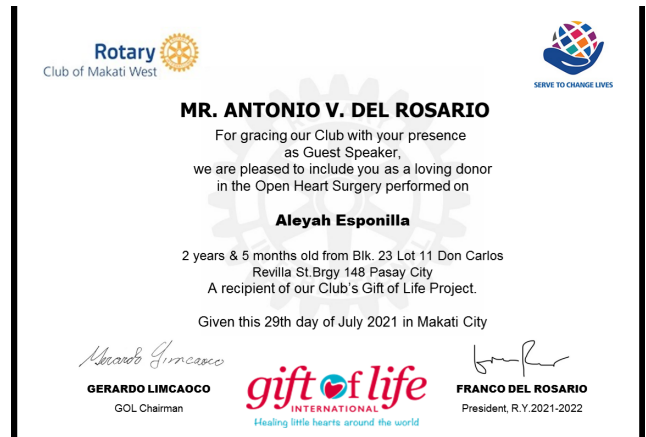 Rotary
Club of Makati West
SERVE TO CHANGE LIVES
MR. ANTONIO V. DEL ROSARIO
For gracing our Club with your presence
as Guest Speaker,
we are pleased to include you as a loving donor
in the Open Heart Surgery performed on
Aleyah Esponilla
2 years & 5 months old from Blk. 23 Lot 11 Don Carlos
Revilla St.Brgy 148 Pasay City
A recipient of our Club's Gift of Life Project.
Given this 29th day of July 2021 in Makati City
Gerardo Limcaoco
GERARDO LIMCAOCO
GOL Chairman
gift of life
INTERNATIONAL
Healing little hearts around the world
FRANCO DEL ROSARIO
President, R.Y.2021-2022